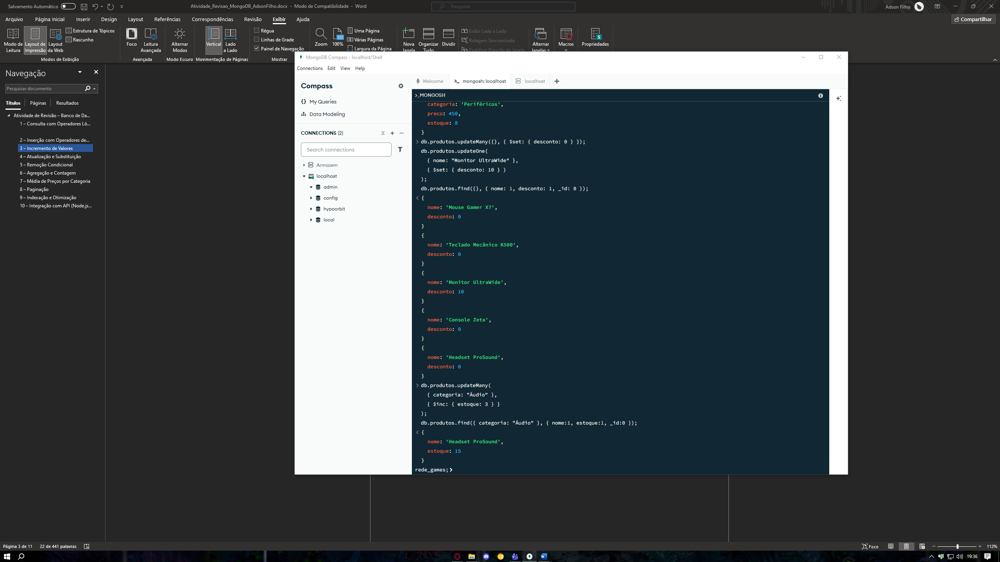 Salvamento Automático
Atividade_Revisao_MongoDB_AdsonFilho.docx - Modo de Compatibilidade - Word
Pesquisar
Adson Filho
Arquivo Página Inicial Inserir Design Layout Referências Correspondências Revisão Exibir Ajuda
Compartilhar
Modo de Leitura
Layout de Impressão
Layout da Web
Estrutura de Tópicos
Rascunho
Modos de Exibição
Foco
Leitura Avançada
Avançada
Alternar Modos
Modo Escuro
Vertical
Lado a Lado
Movimentação de Páginas
Régua
Linhas de Grade
Painel de Navegação
Mostrar
Zoom
100
100%
Uma Página
Várias Páginas
Largura da Página
Nova Janela
Organizar Tudo
Dividir
Exibir Lado a Lado
Rolagem Sincronizada
Redefinir Posição da Janela
Alternar Janelas
Macros
S
Propriedades
Navegação
Pesquisar documento
Títulos Páginas Resultados
Atividade de Revisão – Banco de Da...
1 – Consulta com Operadores Ló...
2 – Inserção com Operadores de...
3 – Incremento de Valores
4 – Atualização e Substituição
5 – Remoção Condicional
6 – Agregação e Contagem
7 – Média de Preços por Categoria
8 – Paginação
9 – Indexação e Otimização
10 – Integração com API (Node.js...
MongoDB Compass - localhost/Shell
Connections Edit View Help
Compass
My Queries
Data Modeling
CONNECTIONS (2)
Search connections
Armazem
localhost
admin
config
hypoorbit
local
Welcome
mongosh: localhost
localhost
>_MONGOSH
categoria: 'Periféricos',
preco: 450,
estoque: 8
}
> db.produtos.updateMany({}, { $set: { desconto: 0 } });
db.produtos.updateOne(
{ nome: "Monitor UltraWide" },
{ $set: { desconto: 10 } }
);
db.produtos.find({}, { nome: 1, desconto: 1, _id: 0 });
< {
nome: 'Mouse Gamer X7',
desconto: 0
}
{
nome: 'Teclado Mecânico K500',
desconto: 0
}
{
nome: 'Monitor UltraWide',
desconto: 10
}
{
nome: 'Console Zeta',
desconto: 0
}
{
nome: 'Headset ProSound',
desconto: 0
}
> db.produtos.updateMany(
{ categoria: "Áudio" },
{ $inc: { estoque: 3 } }
);
db.produtos.find({ categoria: "Áudio" }, { nome:1, estoque:1, _id:0 });
< {
nome: 'Headset ProSound',
estoque: 15
}
rede_games;>
Página 3 de 11 22 de 441 palavras
Foco
112%
19:36